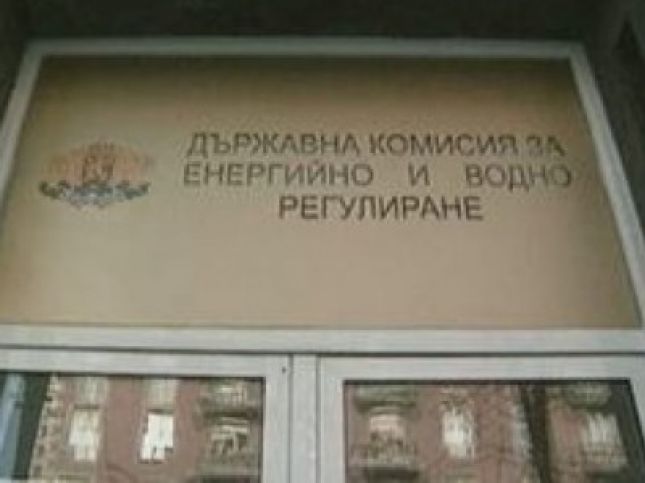 ДЪРЖАВНА КОМИСИЯ ЗА
ЕНЕРГИЙНО И ВОДНО
РЕГУЛИРАНЕ